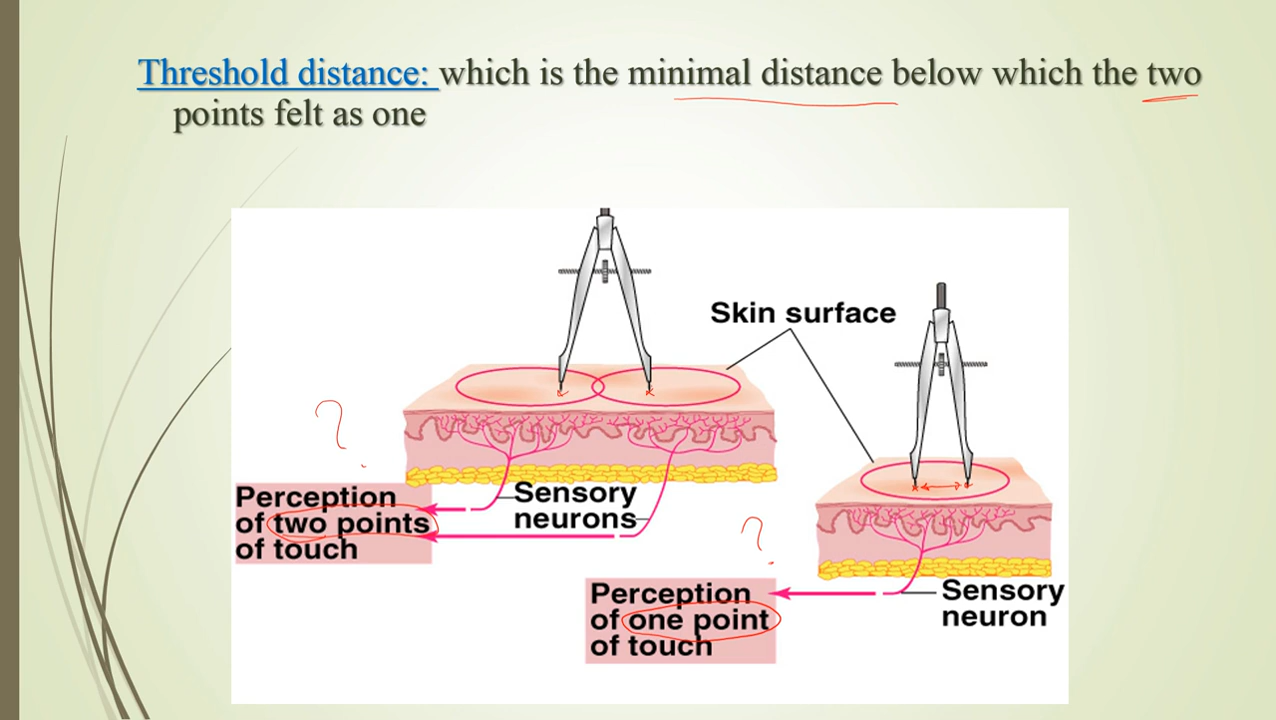 Threshold distance: which is the minimal distance below which the two
points felt as one
Skin surface
?
Perception
of two points
of touch
Sensory
neurons
?
Perception
of one point
of touch
Sensory
neuron